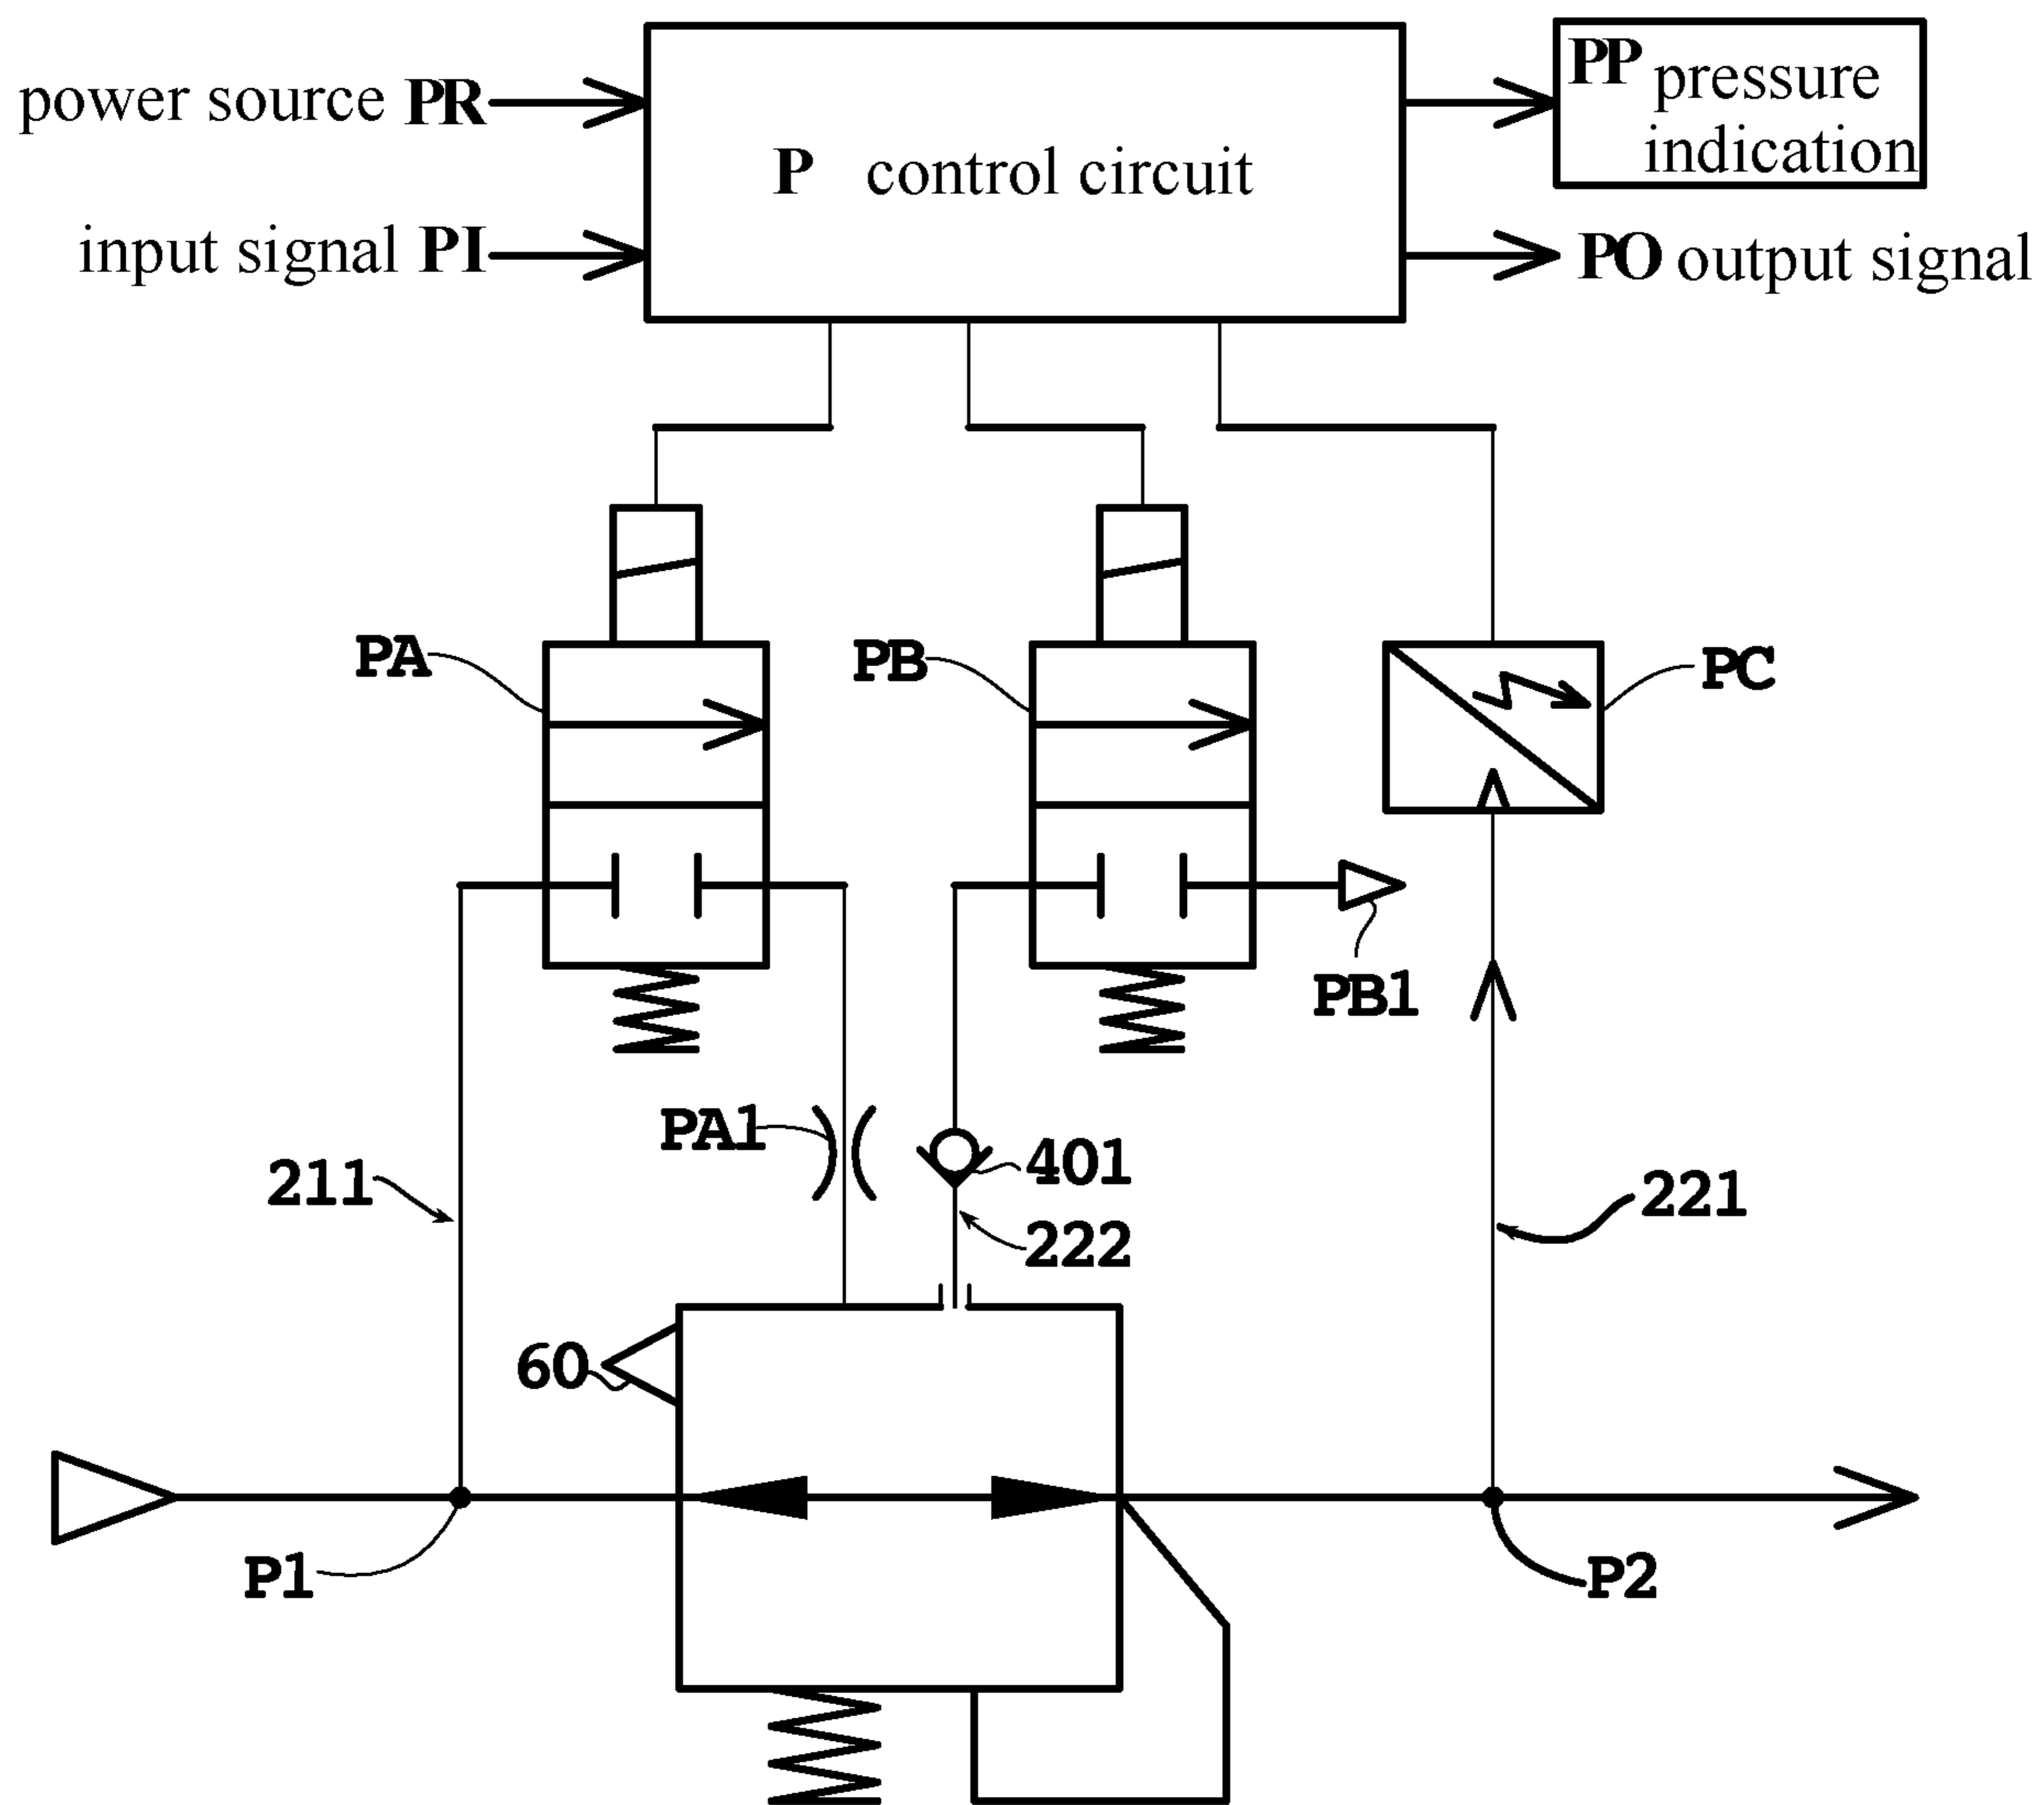 power source PR
P control circuit
PP pressure
indication
input signal PI
PO output signal
PA
PB
PC
PB1
PA1
401
211
222
221
60
P1
P2